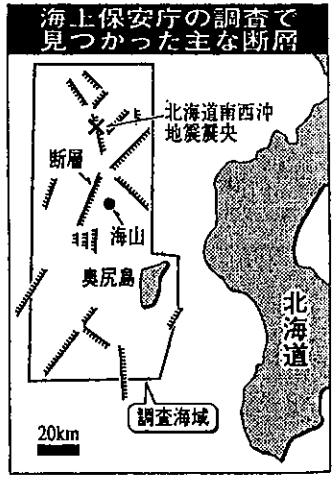 海上保安庁の調査で
見つかった主な断層
北海道南西沖
地震震央
断層
海山
奥尻島
北海道
調査海域
20km